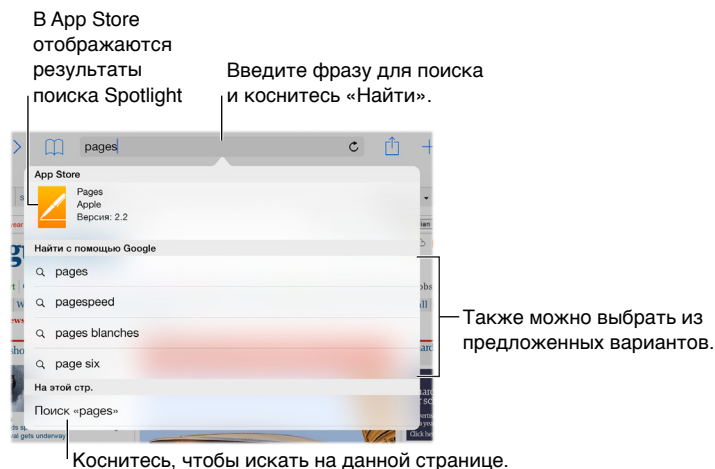 В App Store
отображаются
результаты
поиска Spotlight
Введите фразу для поиска
и коснитесь «Найти».
pages
App Store
Pages
Apple
Версия: 2.2
Найти с помощью Google
pages
pagespeed
pages blanches
page six
На этой стр.
Поиск «pages»
Также можно выбрать из
предложенных вариантов.
Коснитесь, чтобы искать на данной странице.